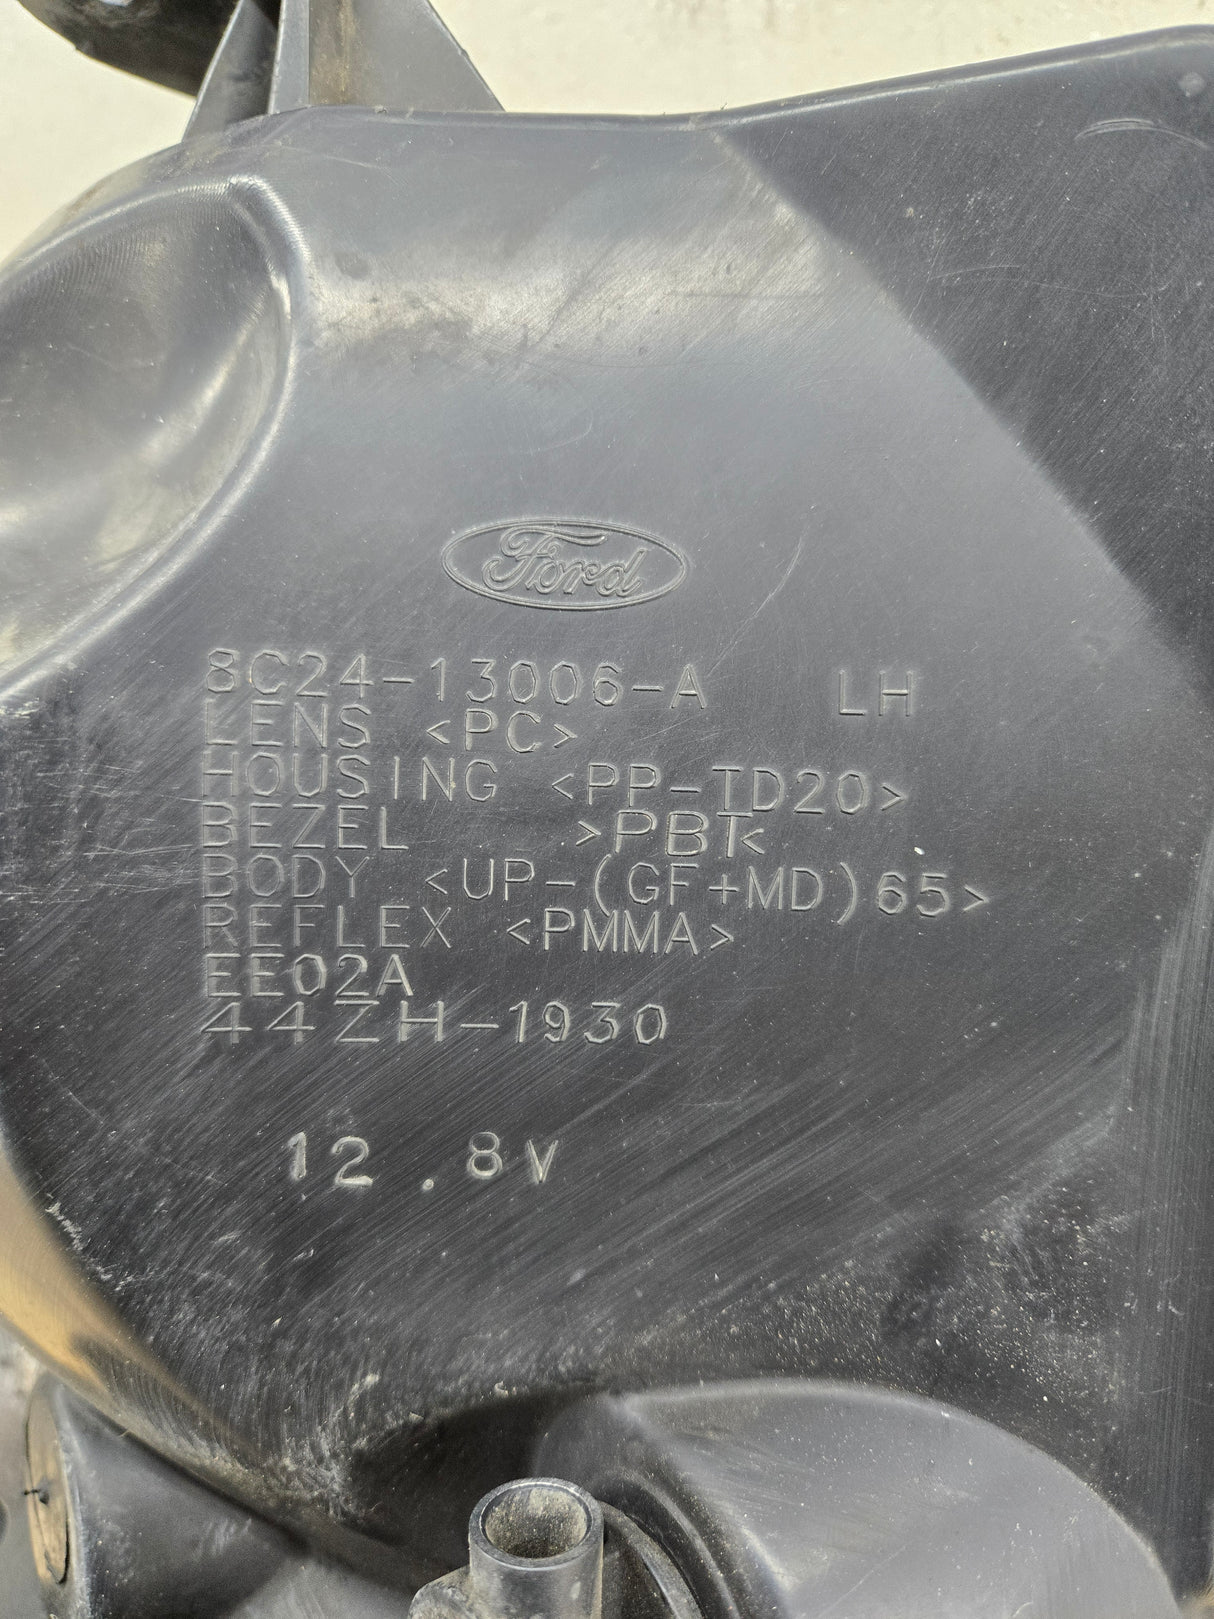 Ford
8C24-13006-A LH
LENS <PC>
HOUSING <PP-TD20>
BEZEL >PBT<
BODY <UP-(GF+MD)65>
REFLEX <PMMA>
EE02A
44ZH-1930
12.8V